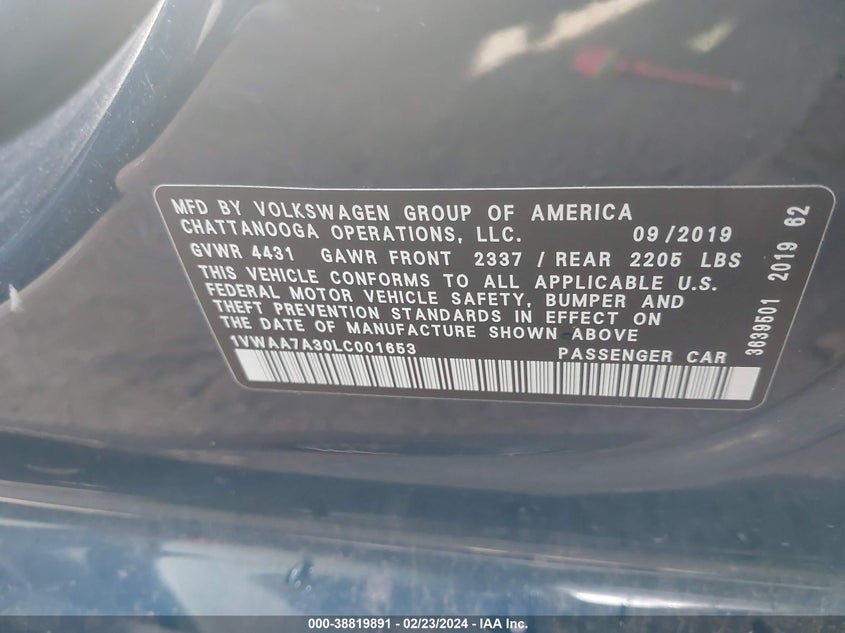 MFD BY VOLKSWAGEN GROUP OF AMERICA
CHATTANOOGA OPERATIONS, LLC. 09/2019
GVWR 4431 GAWR FRONT 2337 / REAR 2205 LBS
THIS VEHICLE CONFORMS TO ALL APPLICABLE U.S.
FEDERAL MOTOR VEHICLE SAFETY, BUMPER AND
THEFT PREVENTION STANDARDS IN EFFECT ON
THE DATE OF MANUFACTURE SHOWN ABOVE
1VWAA7A30LC001653 PASSENGER CAR
3639501 2019 62
000-38819891 - 02/23/2024 - IAAI Inc.